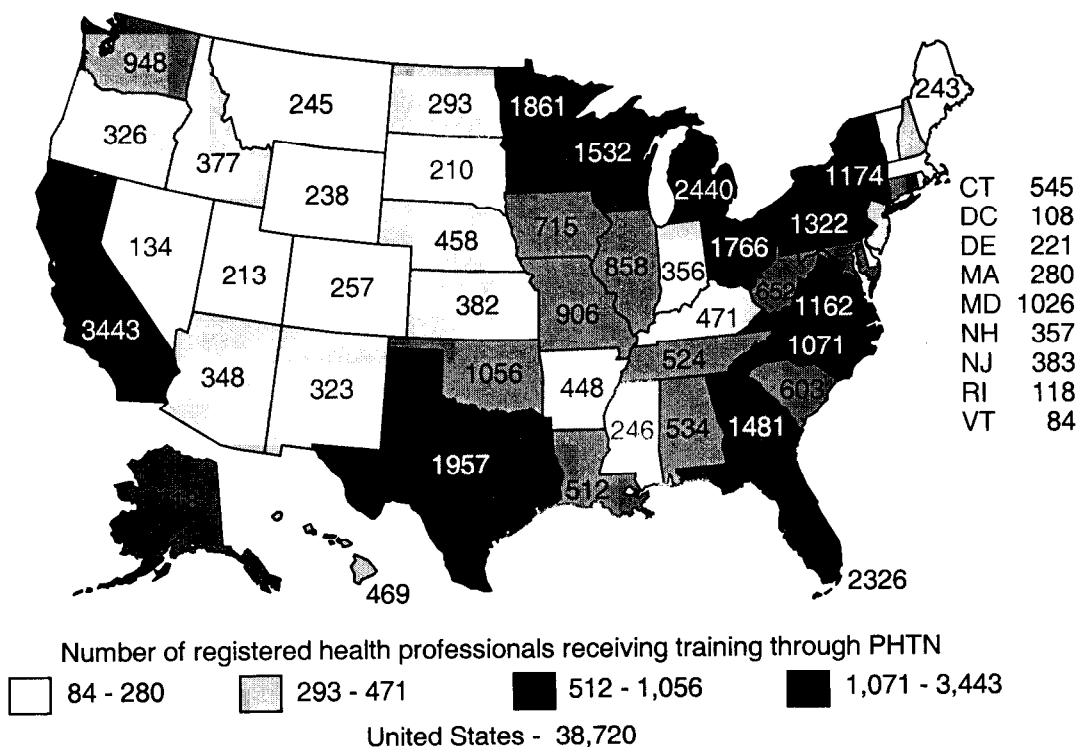 948
245
293
1861
243
326
377
238
210
1532
2440
1174
134
213
257
458
382
715
858
356
1766
1322
906
652
1162
471
524
1071
3443
348
323
1056
448
246
534
603
1481
1957
512
469
2326
CT 545
DC 108
DE 221
MA 280
MD 1026
NH 357
NJ 383
RI 118
VT 84
Number of registered health professionals receiving training through PHTN
84 - 280
293 - 471
512 - 1,056
1,071 - 3,443
United States - 38,720